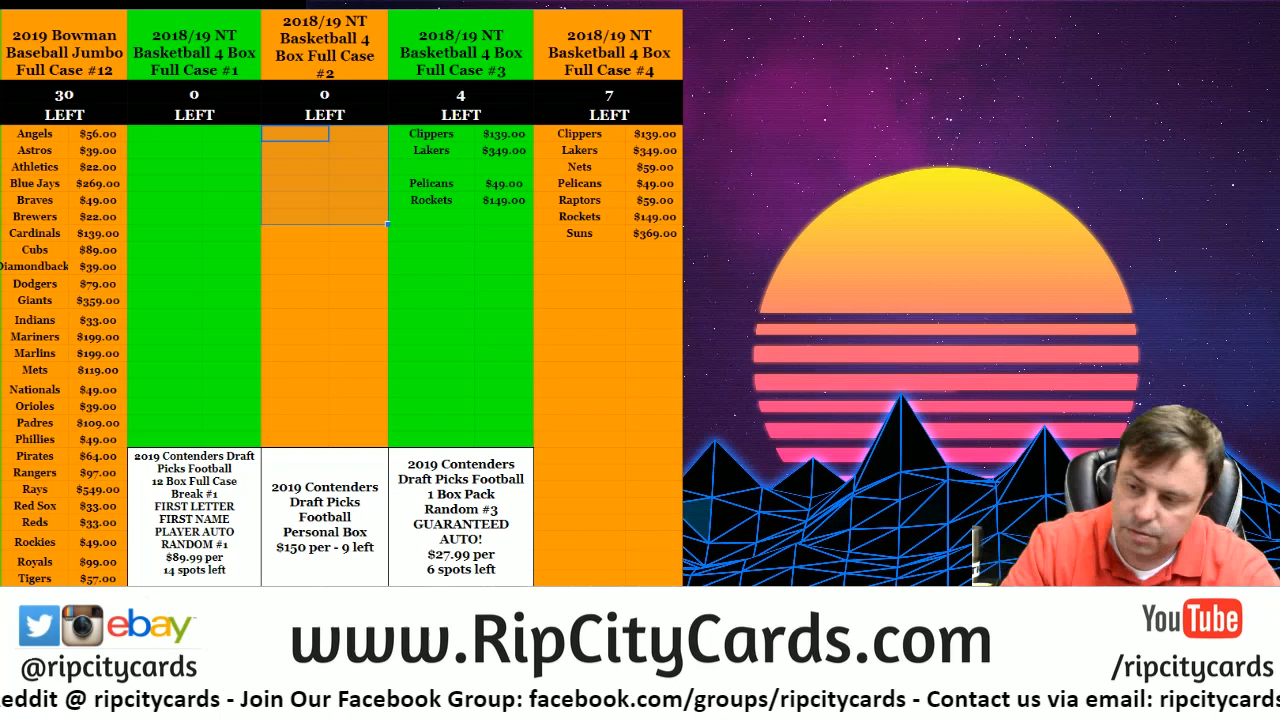 2019 Bowman
Baseball Jumbo
Full Case #12
30
LEFT
Angels $56.00
Astros $39.00
Athletics $22.00
Blue Jays $269.00
Braves $49.00
Brewers $22.00
Cardinals $139.00
Cubs $89.00
Diamondback $39.00
Dodgers $79.00
Giants $359.00
Indians $33.00
Mariners $199.00
Marlins $199.00
Mets $119.00
Nationals $49.00
Orioles $39.00
Padres $109.00
Phillies $49.00
Pirates $64.00
Rangers $97.00
Rays $549.00
Red Sox $33.00
Reds $33.00
Rockies $49.00
Royals $99.00
Tigers $57.00
2018/19 NT
Basketball 4 Box
Full Case #1
0
LEFT
2019 Contenders Draft
Picks Football
12 Box Full Case
Break #1
FIRST LETTER
FIRST NAME
PLAYER AUTO
RANDOM #1
$89.99 per
14 spots left
2018/19 NT
Basketball 4
Box Full Case
#2
0
LEFT
2019 Contenders
Draft Picks
Football
Personal Box
$150 per - 9 left
2018/19 NT
Basketball 4 Box
Full Case #3
4
LEFT
Clippers $139.00
Lakers $349.00
Pelicans $49.00
Rockets $149.00
2019 Contenders
Draft Picks Football
1 Box Pack
Random #3
GUARANTEED
AUTO!
$27.99 per
6 spots left
2018/19 NT
Basketball 4 Box
Full Case #4
7
LEFT
Clippers $139.00
Lakers $349.00
Nets $59.00
Pelicans $49.00
Raptors $59.00
Rockets $149.00
Suns $369.00
ebay
@ripcitycards
www.RipCityCards.com
YouTube
/ripcitycards
eddit @ ripcitycards - Join Our Facebook Group: facebook.com/groups/ripcitycards - Contact us via email: ripcitycards